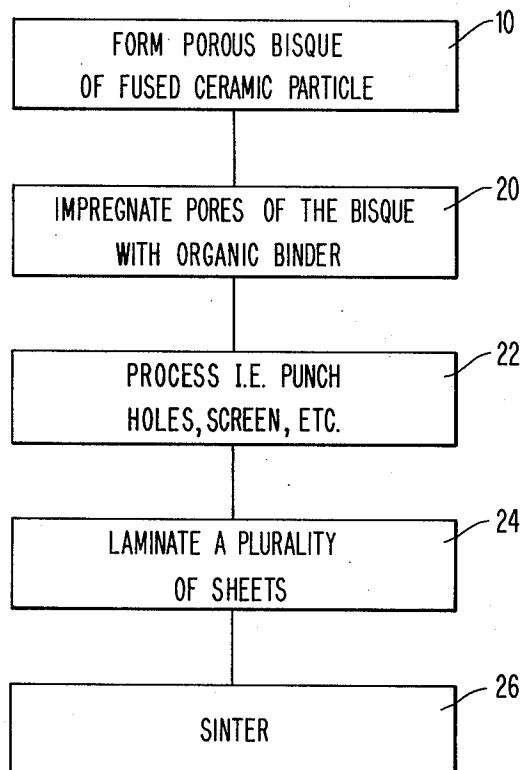 10
FORM POROUS BISQUE
OF FUSED CERAMIC PARTICLE
20
IMPREGNATE PORES OF THE BISQUE
WITH ORGANIC BINDER
22
PROCESS I.E. PUNCH
HOLES, SCREEN, ETC.
24
LAMINATE A PLURALITY
OF SHEETS
26
SINTER